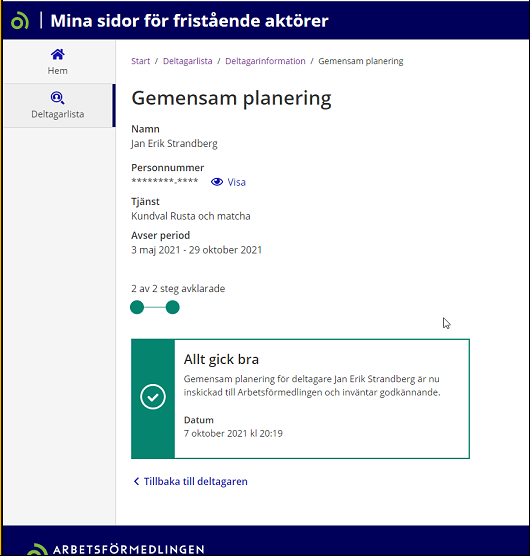 Mina sidor för fristående aktörer
Hem
Deltagarlista
Start / Deltagarlista / Deltagarinformation / Gemensam planering
Gemensam planering
Namn
Jan Erik Strandberg
Personnummer
********-**** Visa
Tjänst
Kundval Rusta och matcha
Avser period
3 maj 2021 - 29 oktober 2021
2 av 2 steg avklarade
Allt gick bra
Gemensam planering för deltagare Jan Erik Strandberg är nu
inskickad till Arbetsförmedlingen och inväntar godkännande.
Datum
7 oktober 2021 kl 20:19
Tillbaka till deltagaren
ARBETSFÖRMEDLINGEN